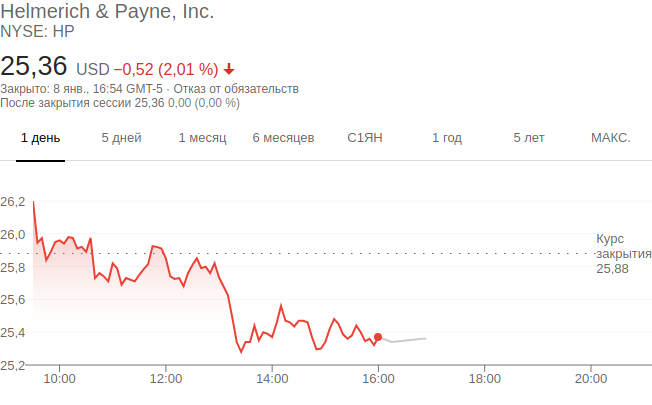 Helmerich & Payne, Inc.
NYSE: HP
25,36 USD −0,52 (2,01 %)
Закрыто: 8 янв., 16:54 GMT-5 · Отказ от обязательств
После закрытия сессии 25,36 0,00 (0,00 %)
1 день 5 дней 1 месяц 6 месяцев С1ЯН 1 год 5 лет МАКС.
26,2
26,0
Курс
закрытия
25,88
25,8
25,6
25,4
25,2
10:00 12:00 14:00 16:00 18:00 20:00